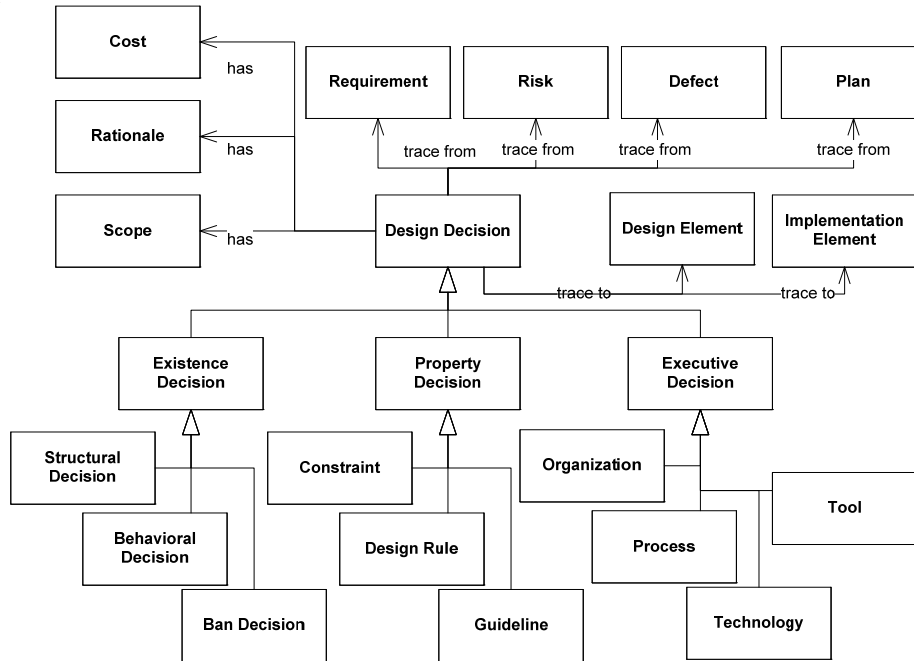 Cost
has
Requirement
Risk
Defect
Plan
Rationale
has
trace from
trace from
trace from
trace from
Scope
has
Design Decision
Design Element
Implementation
Element
trace to
trace to
Existence
Decision
Property
Decision
Executive
Decision
Structural
Decision
Constraint
Organization
Tool
Behavioral
Decision
Design Rule
Process
Ban Decision
Guideline
Technology